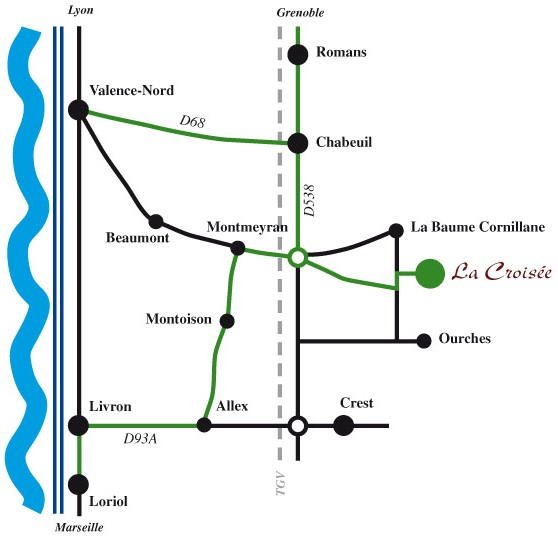 Lyon
Grenoble
Romans
Valence-Nord
D68
Chabeuil
D538
Montmeyran
La Baume Cornillane
Beaumont
La Croisée
Montoison
Ourches
Livron
Allex
Crest
D93A
TGV
Loriol
Marseille